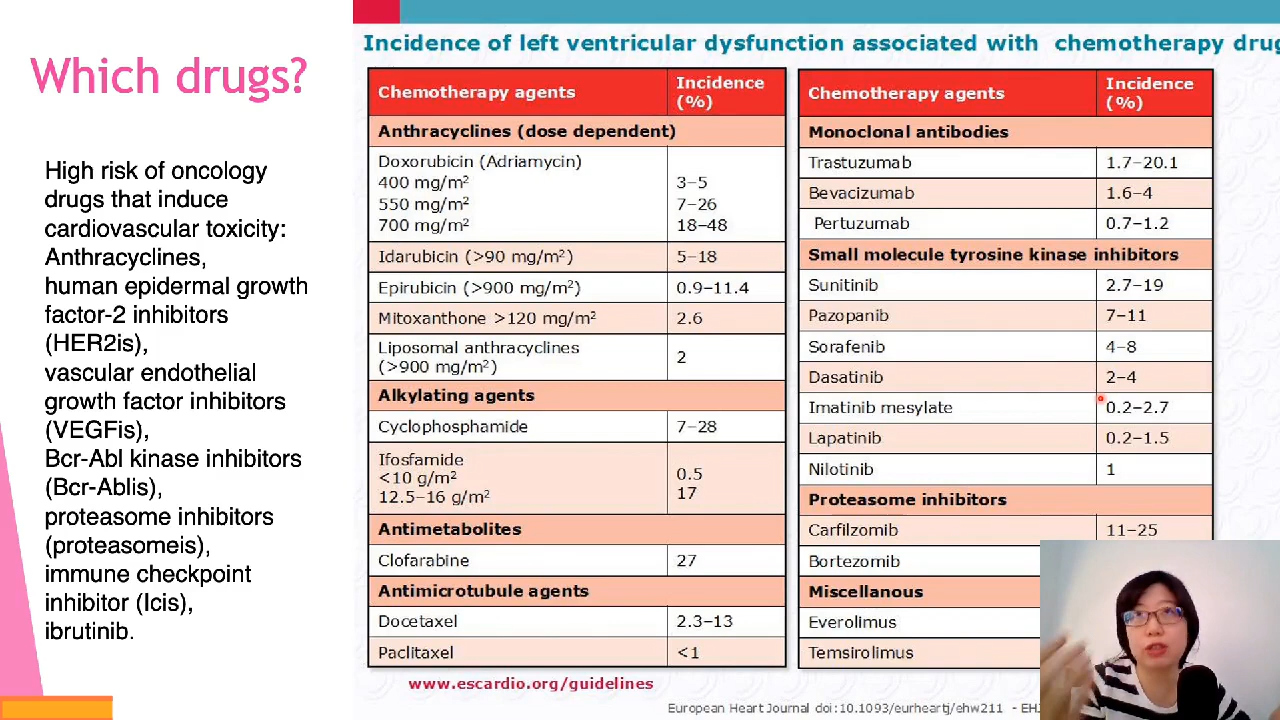 Which drugs?
High risk of oncology
drugs that induce
cardiovascular toxicity:
Anthracyclines,
human epidermal growth
factor-2 inhibitors
(HER2is),
vascular endothelial
growth factor inhibitors
(VEGFis),
Bcr-Abl kinase inhibitors
(Bcr-Ablis),
proteasome inhibitors
(proteasomeis),
immune checkpoint
inhibitor (Icis),
ibrutinib.
Incidence of left ventricular dysfunction associated with chemotherapy drug
Chemotherapy agents Incidence (%)
Anthracyclines (dose dependent)
Doxorubicin (Adriamycin)
400 mg/m² 3–5
550 mg/m² 7–26
700 mg/m² 18–48
Idarubicin (>90 mg/m²) 5–18
Epirubicin (>900 mg/m²) 0.9–11.4
Mitoxanthone >120 mg/m² 2.6
Liposomal anthracyclines
(>900 mg/m²) 2
Alkylating agents
Cyclophosphamide 7–28
Ifosfamide
<10 g/m² 0.5
12.5–16 g/m² 17
Antimetabolites
Clofarabine 27
Antimicrotubule agents
Docetaxel 2.3–13
Paclitaxel <1
Chemotherapy agents Incidence (%)
Monoclonal antibodies
Trastuzumab 1.7–20.1
Bevacizumab 1.6–4
Pertuzumab 0.7–1.2
Small molecule tyrosine kinase inhibitors
Sunitinib 2.7–19
Pazopanib 7–11
Sorafenib 4–8
Dasatinib 2–4
Imatinib mesylate 0.2–2.7
Lapatinib 0.2–1.5
Nilotinib 1
Proteasome inhibitors
Carfilzomib 11–25
Bortezomib
Miscellanous
Everolimus
Temsirolimus
www.escardio.org/guidelines
European Heart Journal doi:10.1093/eurheartj/ehw211 - EH